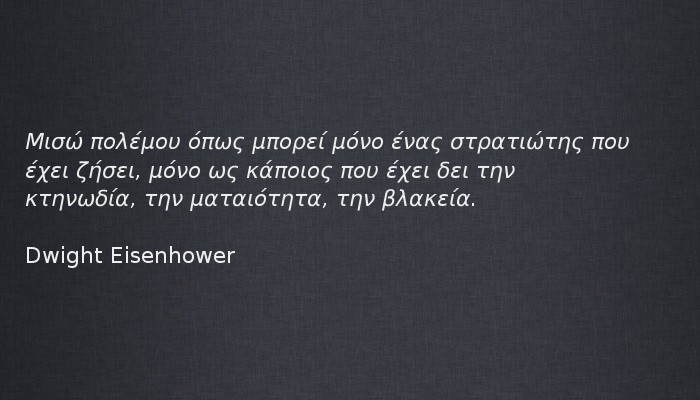 Μισώ πολέμου όπως μπορεί μόνο ένας στρατιώτης που
έχει ζήσει, μόνο ως κάποιος που έχει δει την
κτηνωδία, την ματαιότητα, την βλακεία.
Dwight Eisenhower